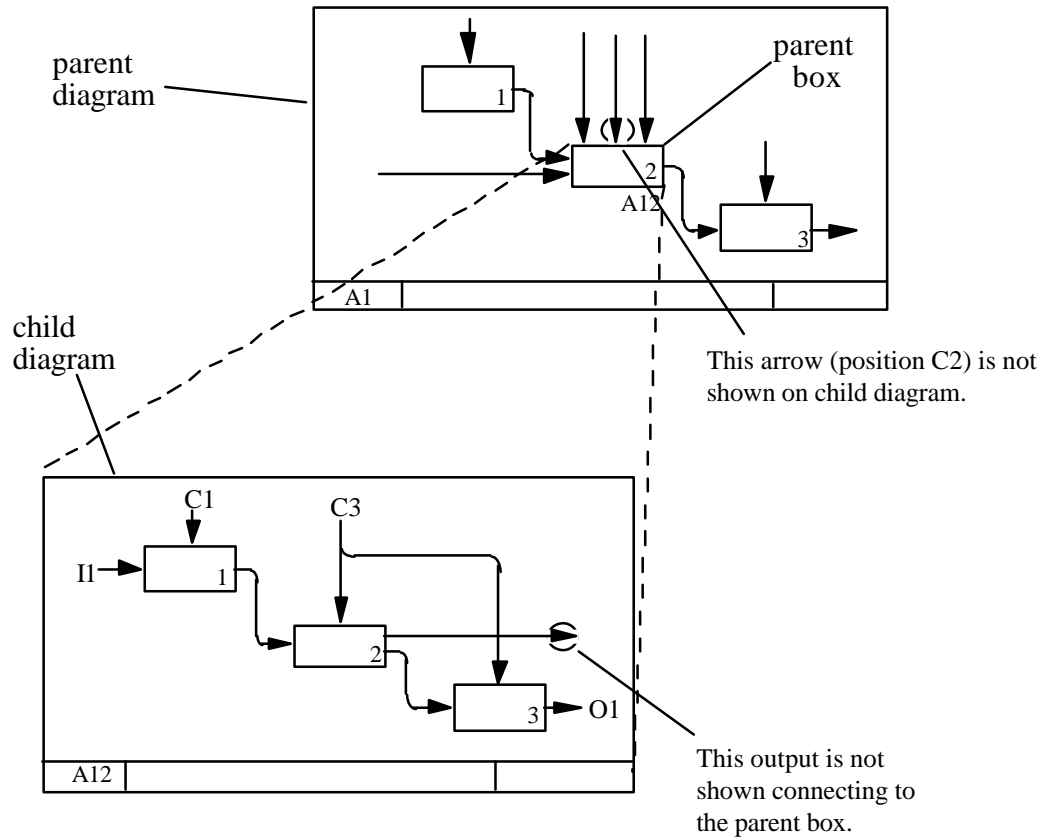 parent
diagram
parent
box
1
2
A12
3
A1
This arrow (position C2) is not
shown on child diagram.
child
diagram
C1
C3
I1
1
2
3
O1
A12
This output is not
shown connecting to
the parent box.